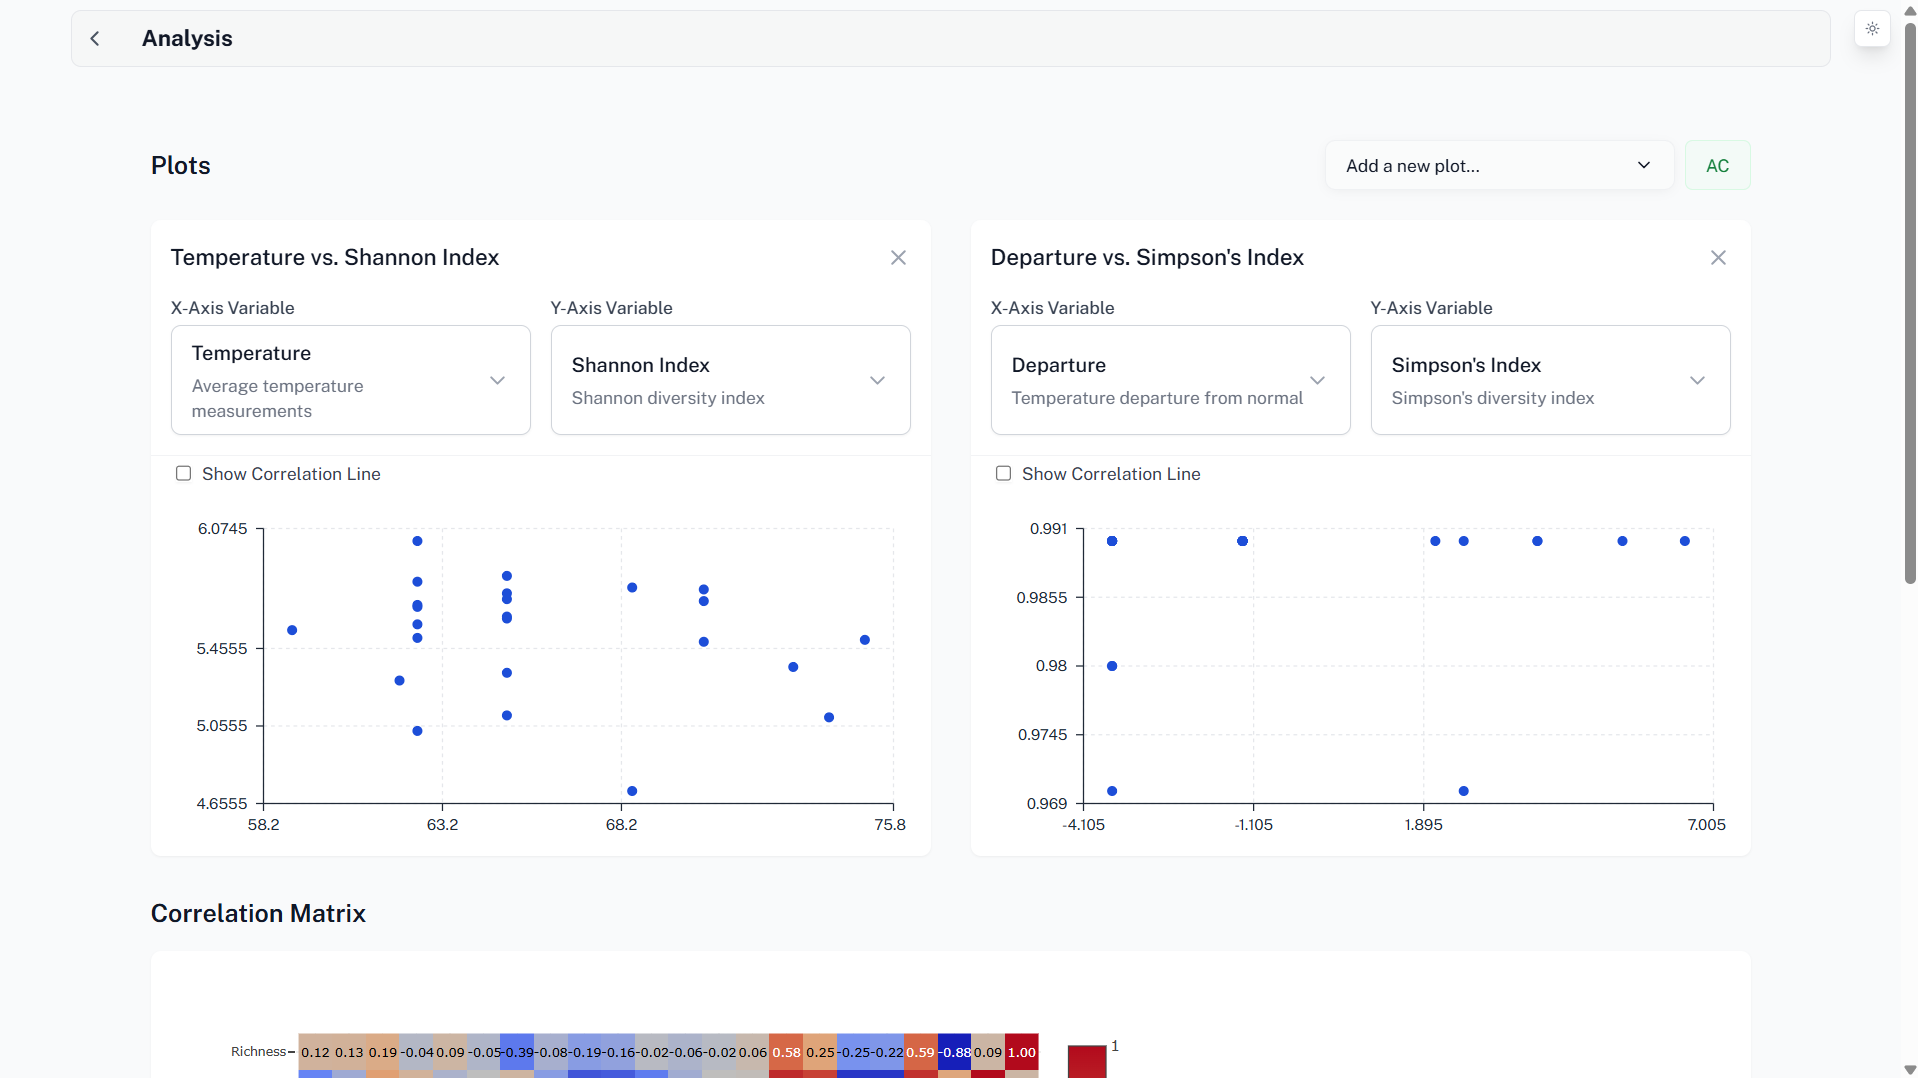 Analysis
Plots
Add a new plot...
AC
Temperature vs. Shannon Index
X-Axis Variable
Y-Axis Variable
Temperature
Average temperature
measurements
Shannon Index
Shannon diversity index
Show Correlation Line
6.0745
5.4555
5.0555
4.6555
58.2 63.2 68.2 75.8
Departure vs. Simpson's Index
X-Axis Variable
Y-Axis Variable
Departure
Temperature departure from normal
Simpson's Index
Simpson's diversity index
Show Correlation Line
0.991
0.9855
0.98
0.9745
0.969
-4.105 -1.105 1.895 7.005
Correlation Matrix
Richness 0.12 0.13 0.19 -0.04 0.09 -0.05 -0.39 -0.08 -0.19 -0.16 -0.02 -0.06 -0.02 0.06 0.58 0.25 -0.25 -0.22 0.59 -0.88 0.09 1.00
1